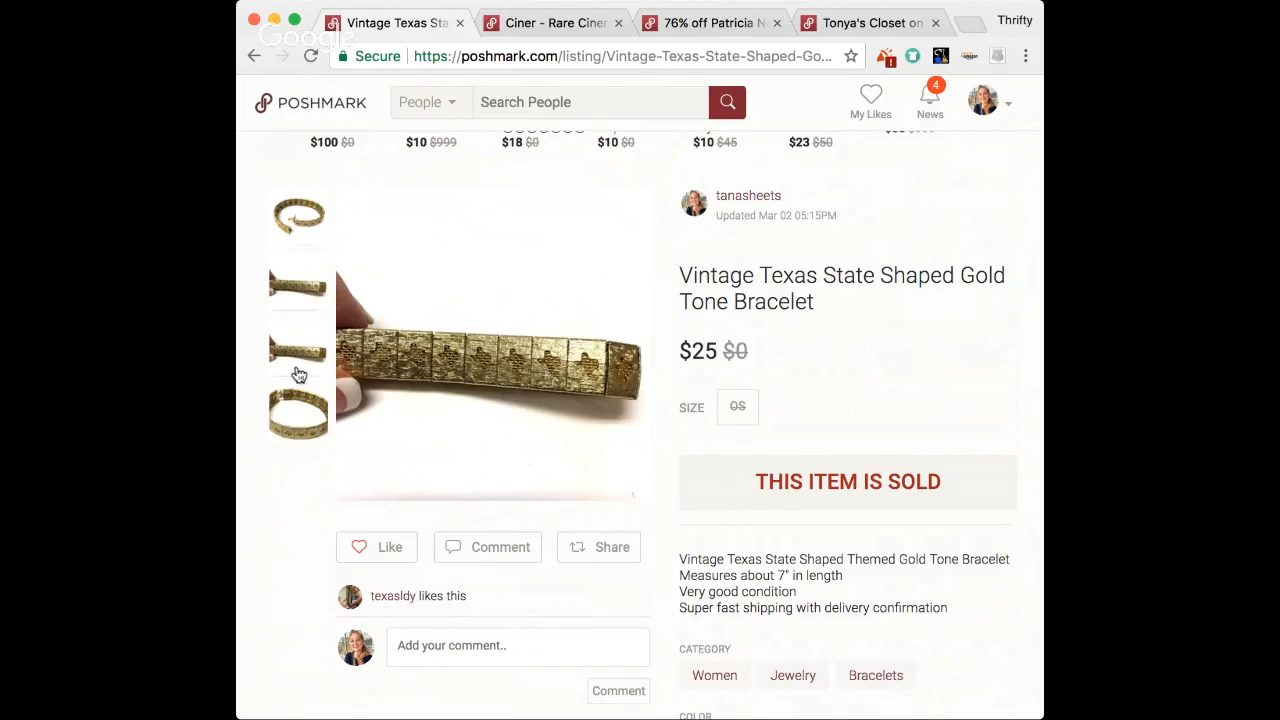 Vintage Texas Sta
Ciner - Rare Ciner
76% off Patricia N
Tonya's Closet on
Thrifty
Google
Secure
https://poshmark.com/listing/Vintage-Texas-State-Shaped-Go...
POSHMARK
People
Search People
My Likes
4
News
$100 $0
$10 $999
$18 $0
$10 $0
$10 $45
$23 $50
tanasheets
Updated Mar 02 05:15PM
Vintage Texas State Shaped Gold
Tone Bracelet
$25 $0
SIZE
OS
THIS ITEM IS SOLD
Like
Comment
Share
texasldy likes this
Add your comment..
Comment
Vintage Texas State Shaped Themed Gold Tone Bracelet
Measures about 7" in length
Very good condition
Super fast shipping with delivery confirmation
CATEGORY
Women
Jewelry
Bracelets
COLOR